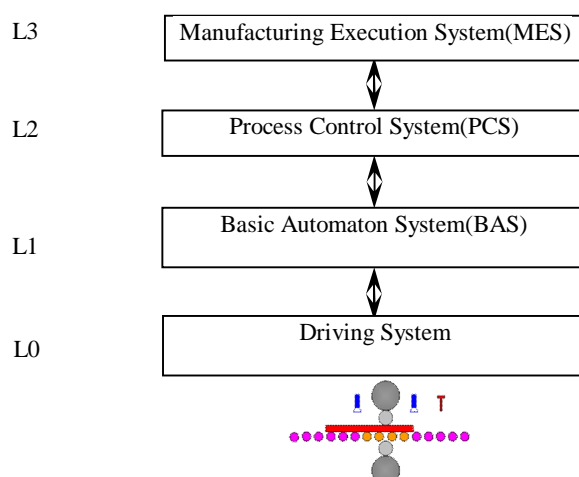 L3 Manufacturing Execution System(MES)
L2 Process Control System(PCS)
L1 Basic Automaton System(BAS)
L0 Driving System